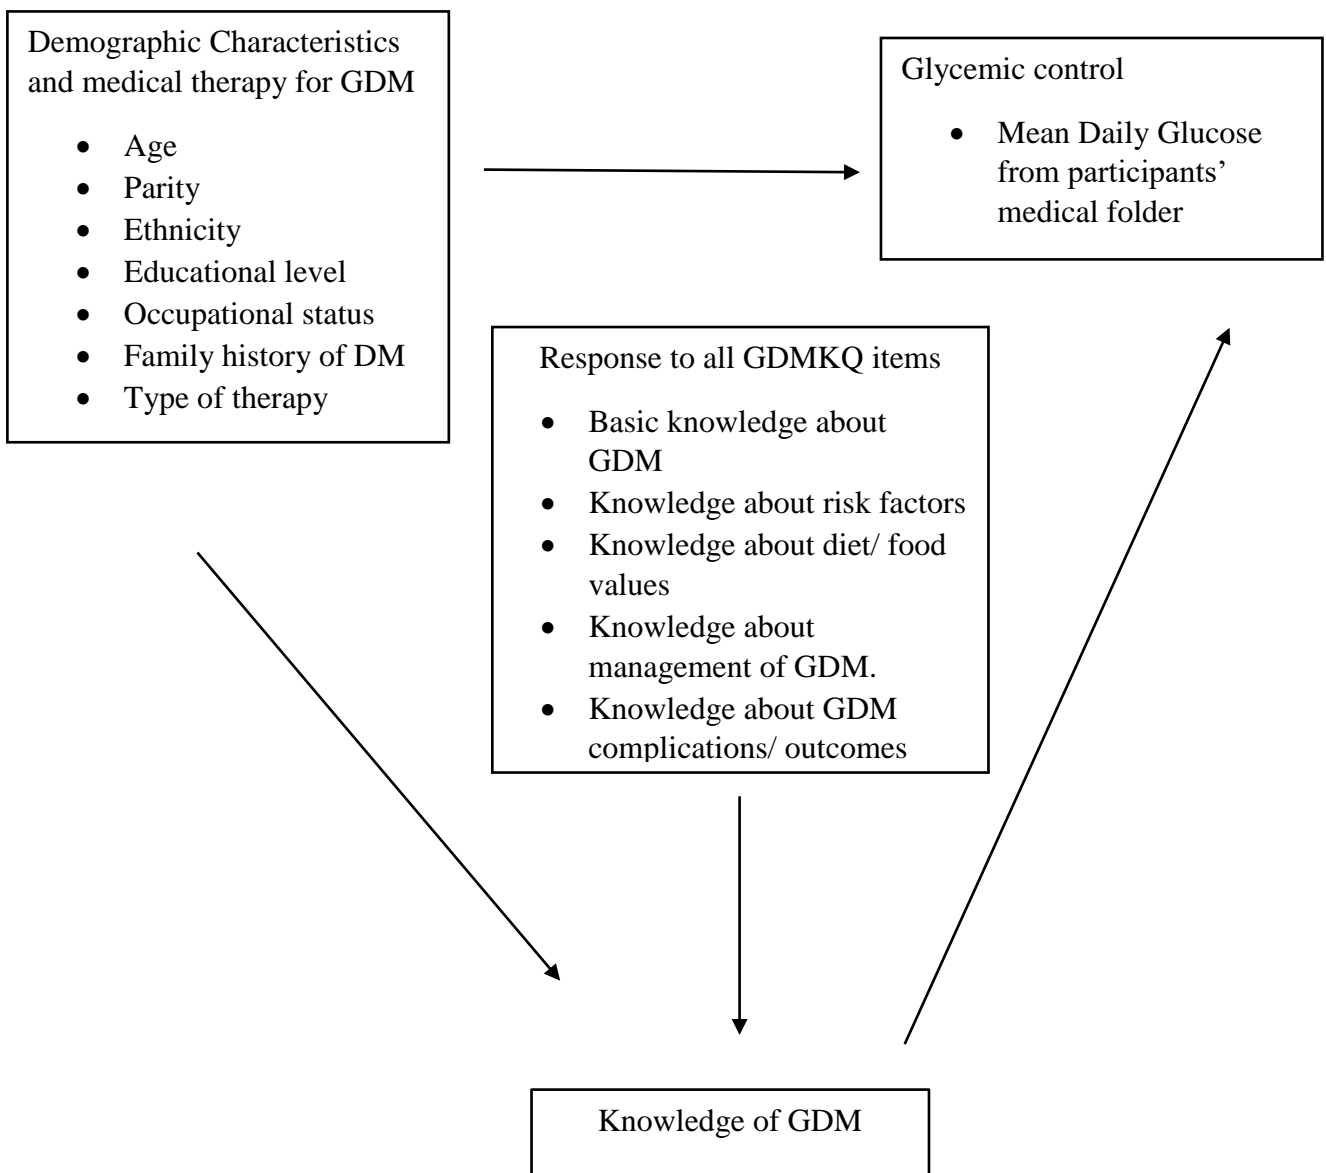 Demographic Characteristics
and medical therapy for GDM
• Age
• Parity
• Ethnicity
• Educational level
• Occupational status
• Family history of DM
• Type of therapy
Glycemic control
• Mean Daily Glucose
from participants’
medical folder
Response to all GDMKQ items
• Basic knowledge about
GDM
• Knowledge about risk factors
• Knowledge about diet/ food
values
• Knowledge about
management of GDM.
• Knowledge about GDM
complications/ outcomes
Knowledge of GDM